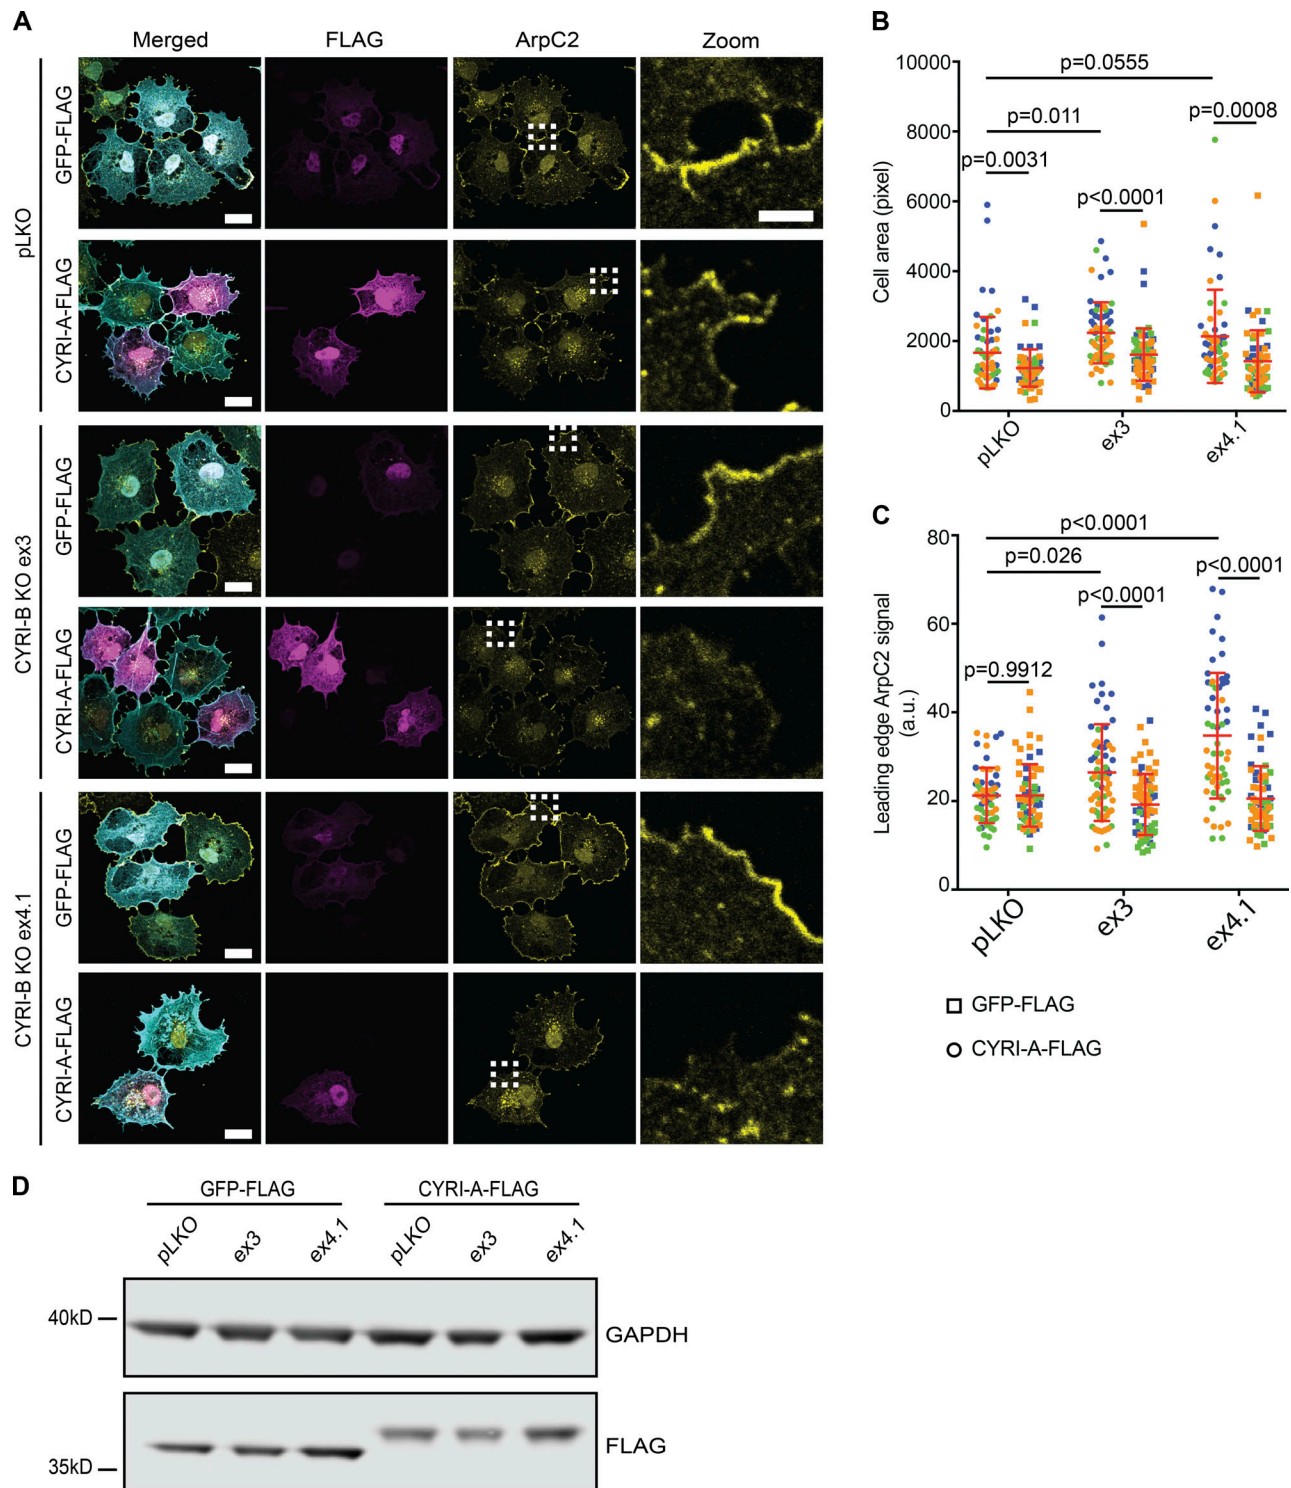 A
Merged FLAG ArpC2 Zoom
pLKO
GFP-FLAG
CYRI-A-FLAG
CYRI-B KO ex3
GFP-FLAG
CYRI-A-FLAG
CYRI-B KO ex4.1
GFP-FLAG
CYRI-A-FLAG
B
Cell area (pixel)
10000
8000
6000
4000
2000
0
p=0.0555
p=0.011
p=0.0008
p=0.0031
p<0.0001
pLKO ex3 ex4.1
C
Leading edge ArpC2 signal
(a.u.)
80
60
40
20
0
p<0.0001
p=0.026
p<0.0001
p<0.0001
p=0.9912
pLKO ex3 ex4.1
GFP-FLAG
CYRI-A-FLAG
D
GFP-FLAG CYRI-A-FLAG
pLKO ex3 ex4.1 pLKO ex3 ex4.1
40kD
GAPDH
FLAG
35kD